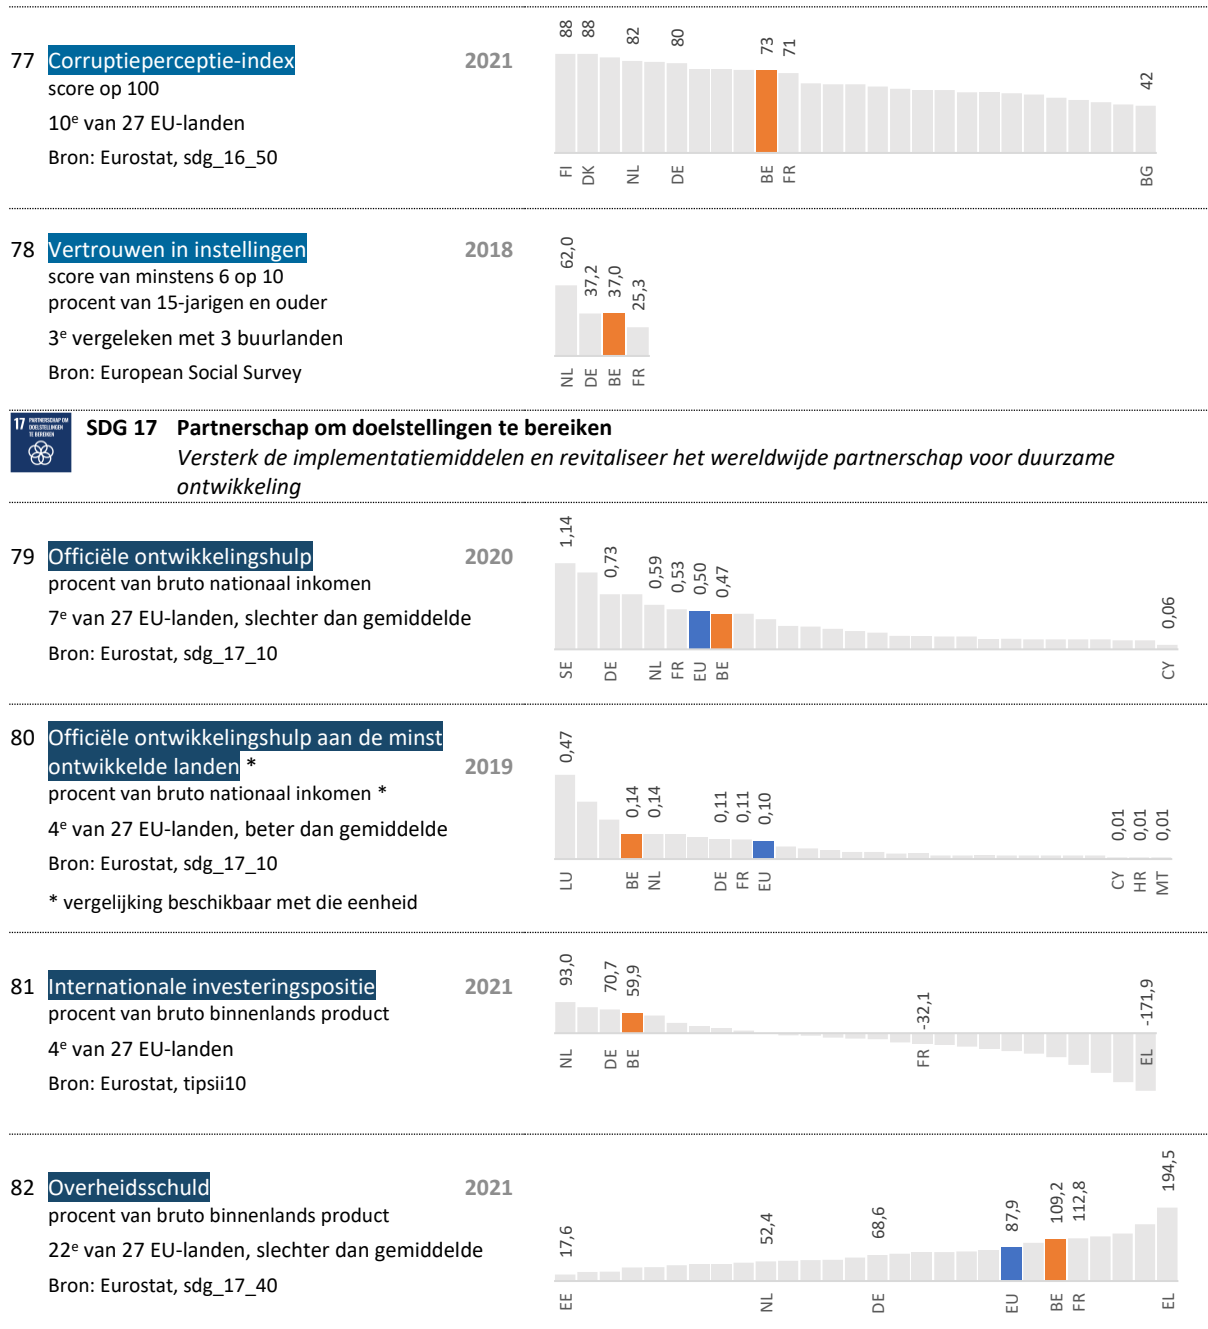 77 Corruptieperceptie-index 2021
score op 100
10e van 27 EU-landen
Bron: Eurostat, sdg_16_50
88 88 82 80 73 71 42
FI DK NL DE BE FR BG
78 Vertrouwen in instellingen 2018
score van minstens 6 op 10
procent van 15-jarigen en ouder
3e vergeleken met 3 buurlanden
Bron: European Social Survey
62,0 37,2 37,0 25,3
NL DE BE FR
17 PARTNERSCHAP OM
DOELSTELLINGEN
TE BEREIKEN
SDG 17 Partnerschap om doelstellingen te bereiken
Versterk de implementatiemiddelen en revitaliseer het wereldwijde partnerschap voor duurzame
ontwikkeling
79 Officiële ontwikkelingshulp 2020
procent van bruto nationaal inkomen
7e van 27 EU-landen, slechter dan gemiddelde
Bron: Eurostat, sdg_17_10
1,14 0,73 0,59 0,53 0,50 0,47 0,06
SE DE NL FR EU BE CY
80 Officiële ontwikkelingshulp aan de minst
ontwikkelde landen * 2019
procent van bruto nationaal inkomen *
4e van 27 EU-landen, beter dan gemiddelde
Bron: Eurostat, sdg_17_10
* vergelijking beschikbaar met die eenheid
0,47 0,14 0,14 0,11 0,11 0,10 0,01 0,01 0,01
LU BE NL DE FR EU CY HR MT
81 Internationale investeringspositie 2021
procent van bruto binnenlands product
4e van 27 EU-landen
Bron: Eurostat, tipsii10
93,0 70,7 59,9 -32,1 -171,9
NL DE BE FR EL
82 Overheidsschuld 2021
procent van bruto binnenlands product
22e van 27 EU-landen, slechter dan gemiddelde
Bron: Eurostat, sdg_17_40
17,6 52,4 68,6 87,9 109,2 112,8 194,5
EE NL DE EU BE FR EL